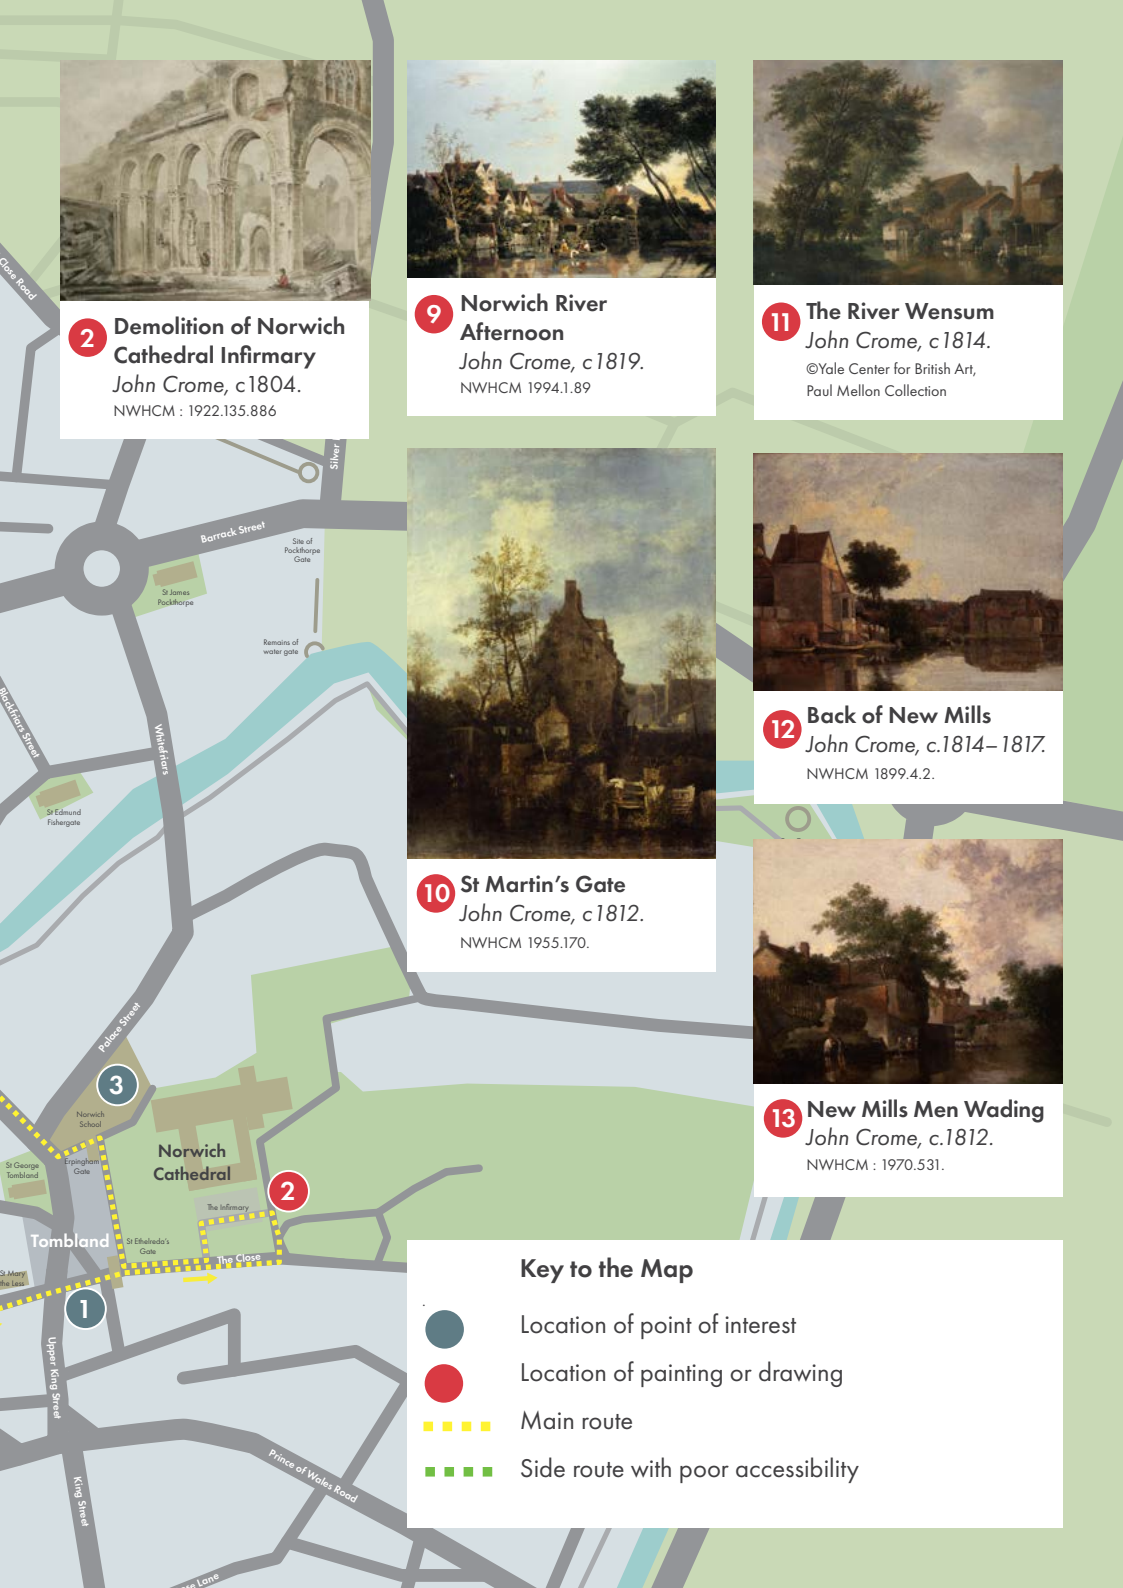 2
Demolition of Norwich
Cathedral Infirmary
John Crome, c1804.
NWHCM : 1922.135.886
9
Norwich River
Afternoon
John Crome, c1819.
NWHCM 1994.1.89
11
The River Wensum
John Crome, c1814.
©Yale Center for British Art,
Paul Mellon Collection
10
St Martin's Gate
John Crome, c1812.
NWHCM 1955.170.
12
Back of New Mills
John Crome, c.1814–1817.
NWHCM 1899.4.2.
13
New Mills Men Wading
John Crome, c.1812.
NWHCM : 1970.531.
Close Road
Silver
Barrack Street
Site of
Pockthorpe
Gate
St James
Pockthorpe
Remains of
water gate
Blackfriars Street
Whitefriars
St Edmund
Fishergate
Palace Street
3
Norwich
School
Erpingham
Gate
St George
Tombland
Norwich
Cathedral
2
The Infirmary
Tombland
St Ethelreda's
Gate
The Close
St Mary
the Less
1
Upper King Street
King Street
Prince of Wales Road
Lane
Key to the Map
Location of point of interest
Location of painting or drawing
Main route
Side route with poor accessibility